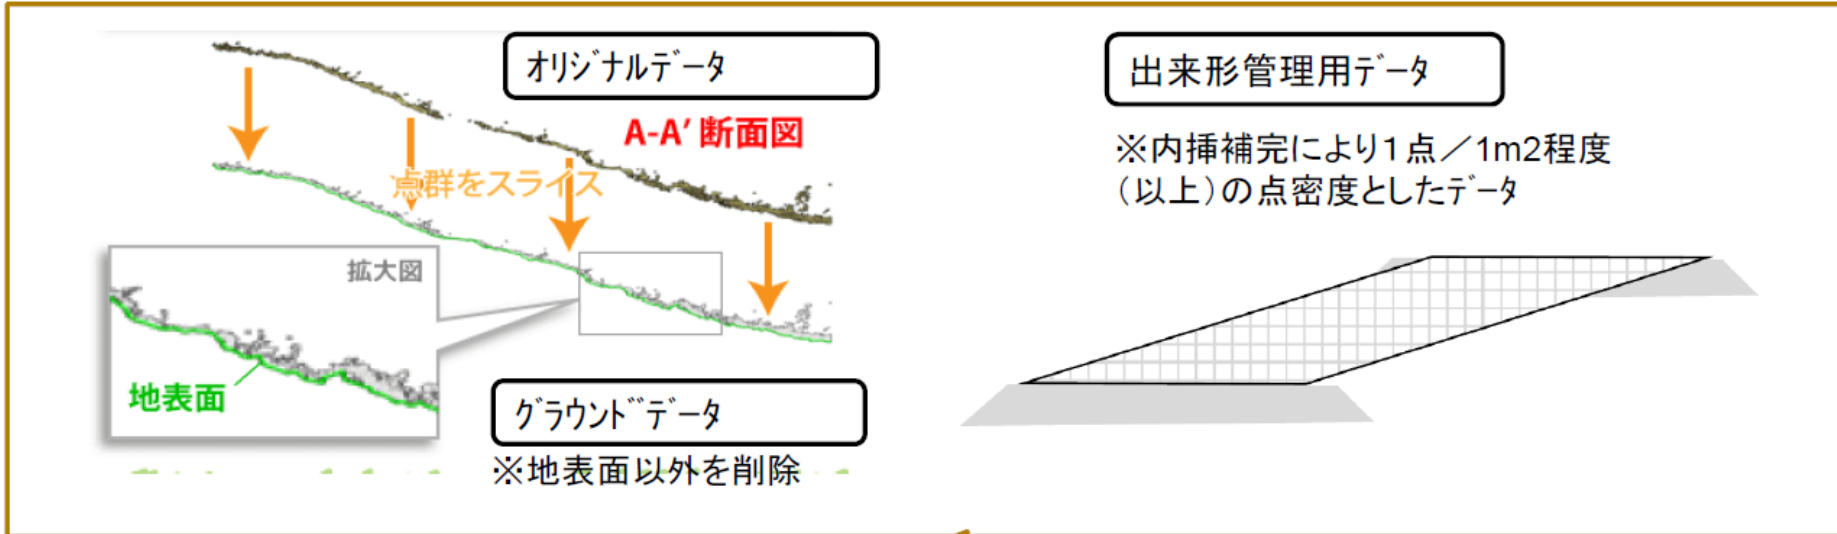 オリジナルデータ
A-A’ 断面図
点群をスライス
拡大図
地表面
グラウンドデータ
※地表面以外を削除
出来形管理用データ
※内挿補完により1点／1m2程度
（以上）の点密度としたデータ